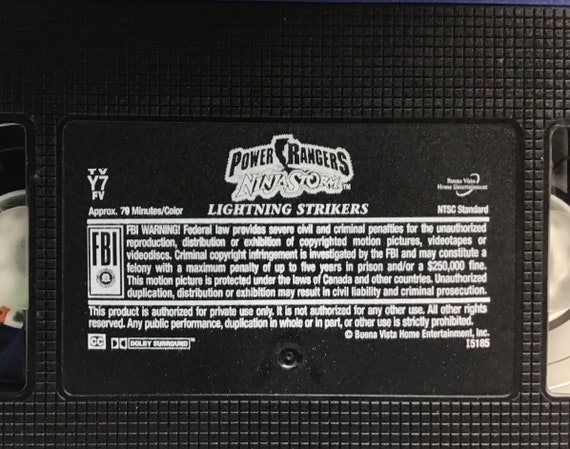 POWER RANGERS
NINJA STORM™
TV
Y7
FV
Buena Vista
Home Entertainment
Approx. 79 Minutes/Color
LIGHTNING STRIKERS
NTSC Standard
FBI
FBI WARNING! Federal law provides severe civil and criminal penalties for the unauthorized
reproduction, distribution or exhibition of copyrighted motion pictures, videotapes or
videodiscs. Criminal copyright infringement is investigated by the FBI and may constitute a
felony with a maximum penalty of up to five years in prison and/or a $250,000 fine.
This motion picture is protected under the laws of Canada and other countries. Unauthorized
duplication, distribution or exhibition may result in civil liability and criminal prosecution.
This product is authorized for private use only. It is not authorized for any other use. All other rights
reserved. Any public performance, duplication in whole or in part, or other use is strictly prohibited.
© Buena Vista Home Entertainment, Inc.
CC DOLBY SURROUND
I5185